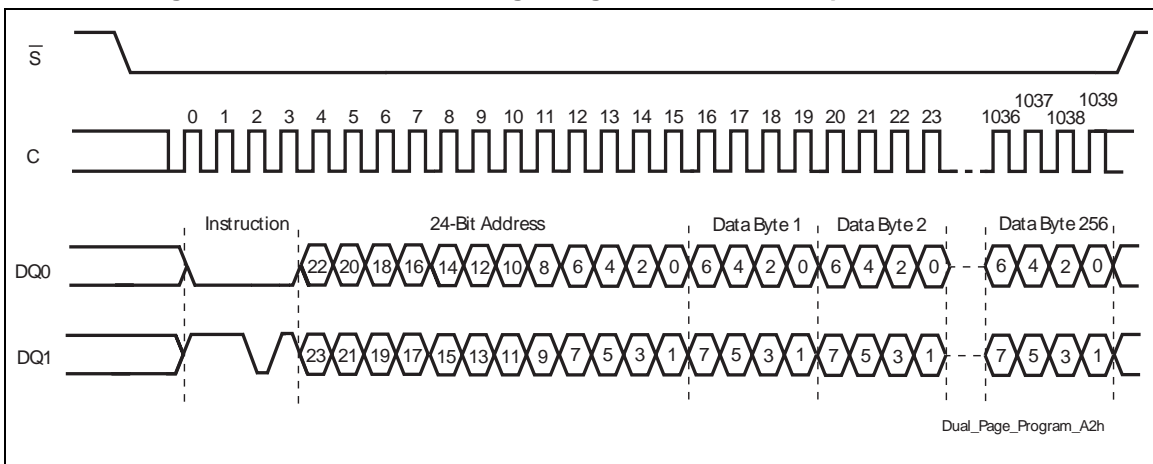 S
0 1 2 3 4 5 6 7 8 9 10 11 12 13 14 15 16 17 18 19 20 21 22 23 1036 1037 1038 1039
C
Instruction 24-Bit Address Data Byte 1 Data Byte 2 Data Byte 256
DQ0 22 20 18 16 14 12 10 8 6 4 2 0 6 4 2 0 6 4 2 0 6 4 2 0
DQ1 23 21 19 17 15 13 11 9 7 5 3 1 7 5 3 1 7 5 3 1 7 5 3 1
Dual_Page_Program_A2h